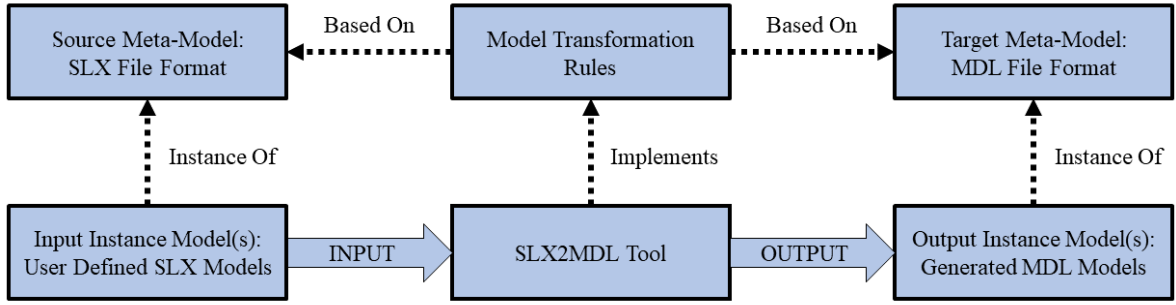 Source Meta-Model:
SLX File Format
Based On
Model Transformation
Rules
Based On
Target Meta-Model:
MDL File Format
Instance Of
Implements
Instance Of
Input Instance Model(s):
User Defined SLX Models
INPUT
SLX2MDL Tool
OUTPUT
Output Instance Model(s):
Generated MDL Models